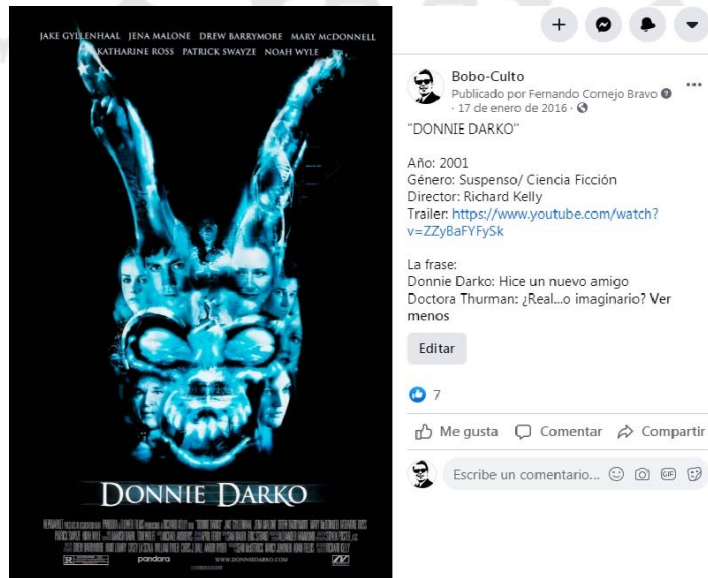 JAKE GYLLENHAAL JENA MALONE DREW BARRYMORE MARY McDONNELL
KATHARINE ROSS PATRICK SWAYZE NOAH WYLE
DONNIE DARKO
R
pandora
WWW.DONNIEDARKO.COM
Bobo-Culto
Publicado por Fernando Cornejo Bravo
· 17 de enero de 2016 ·
"DONNIE DARKO"
Año: 2001
Género: Suspenso/ Ciencia Ficción
Director: Richard Kelly
Trailer: https://www.youtube.com/watch?
v=ZZyBaFYFySk
La frase:
Donnie Darko: Hice un nuevo amigo
Doctora Thurman: ¿Real...o imaginario? Ver
menos
Editar
7
Me gusta Comentar Compartir
Escribe un comentario... GIF